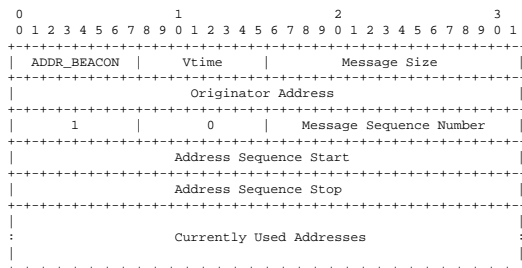 0 1 2 3
0 1 2 3 4 5 6 7 8 9 0 1 2 3 4 5 6 7 8 9 0 1 2 3 4 5 6 7 8 9 0 1
+-+-+-+-+-+-+-+-+-+-+-+-+-+-+-+-+-+-+-+-+-+-+-+-+-+-+-+-+-+-+-+-+
| ADDR_BEACON | Vtime | Message Size |
+-+-+-+-+-+-+-+-+-+-+-+-+-+-+-+-+-+-+-+-+-+-+-+-+-+-+-+-+-+-+-+-+
| Originator Address |
+-+-+-+-+-+-+-+-+-+-+-+-+-+-+-+-+-+-+-+-+-+-+-+-+-+-+-+-+-+-+-+-+
| 1 | 0 | Message Sequence Number |
+-+-+-+-+-+-+-+-+-+-+-+-+-+-+-+-+-+-+-+-+-+-+-+-+-+-+-+-+-+-+-+-+
| Address Sequence Start |
+-+-+-+-+-+-+-+-+-+-+-+-+-+-+-+-+-+-+-+-+-+-+-+-+-+-+-+-+-+-+-+-+
| Address Sequence Stop |
+-+-+-+-+-+-+-+-+-+-+-+-+-+-+-+-+-+-+-+-+-+-+-+-+-+-+-+-+-+-+-+-+
| |
: Currently Used Addresses :
| |